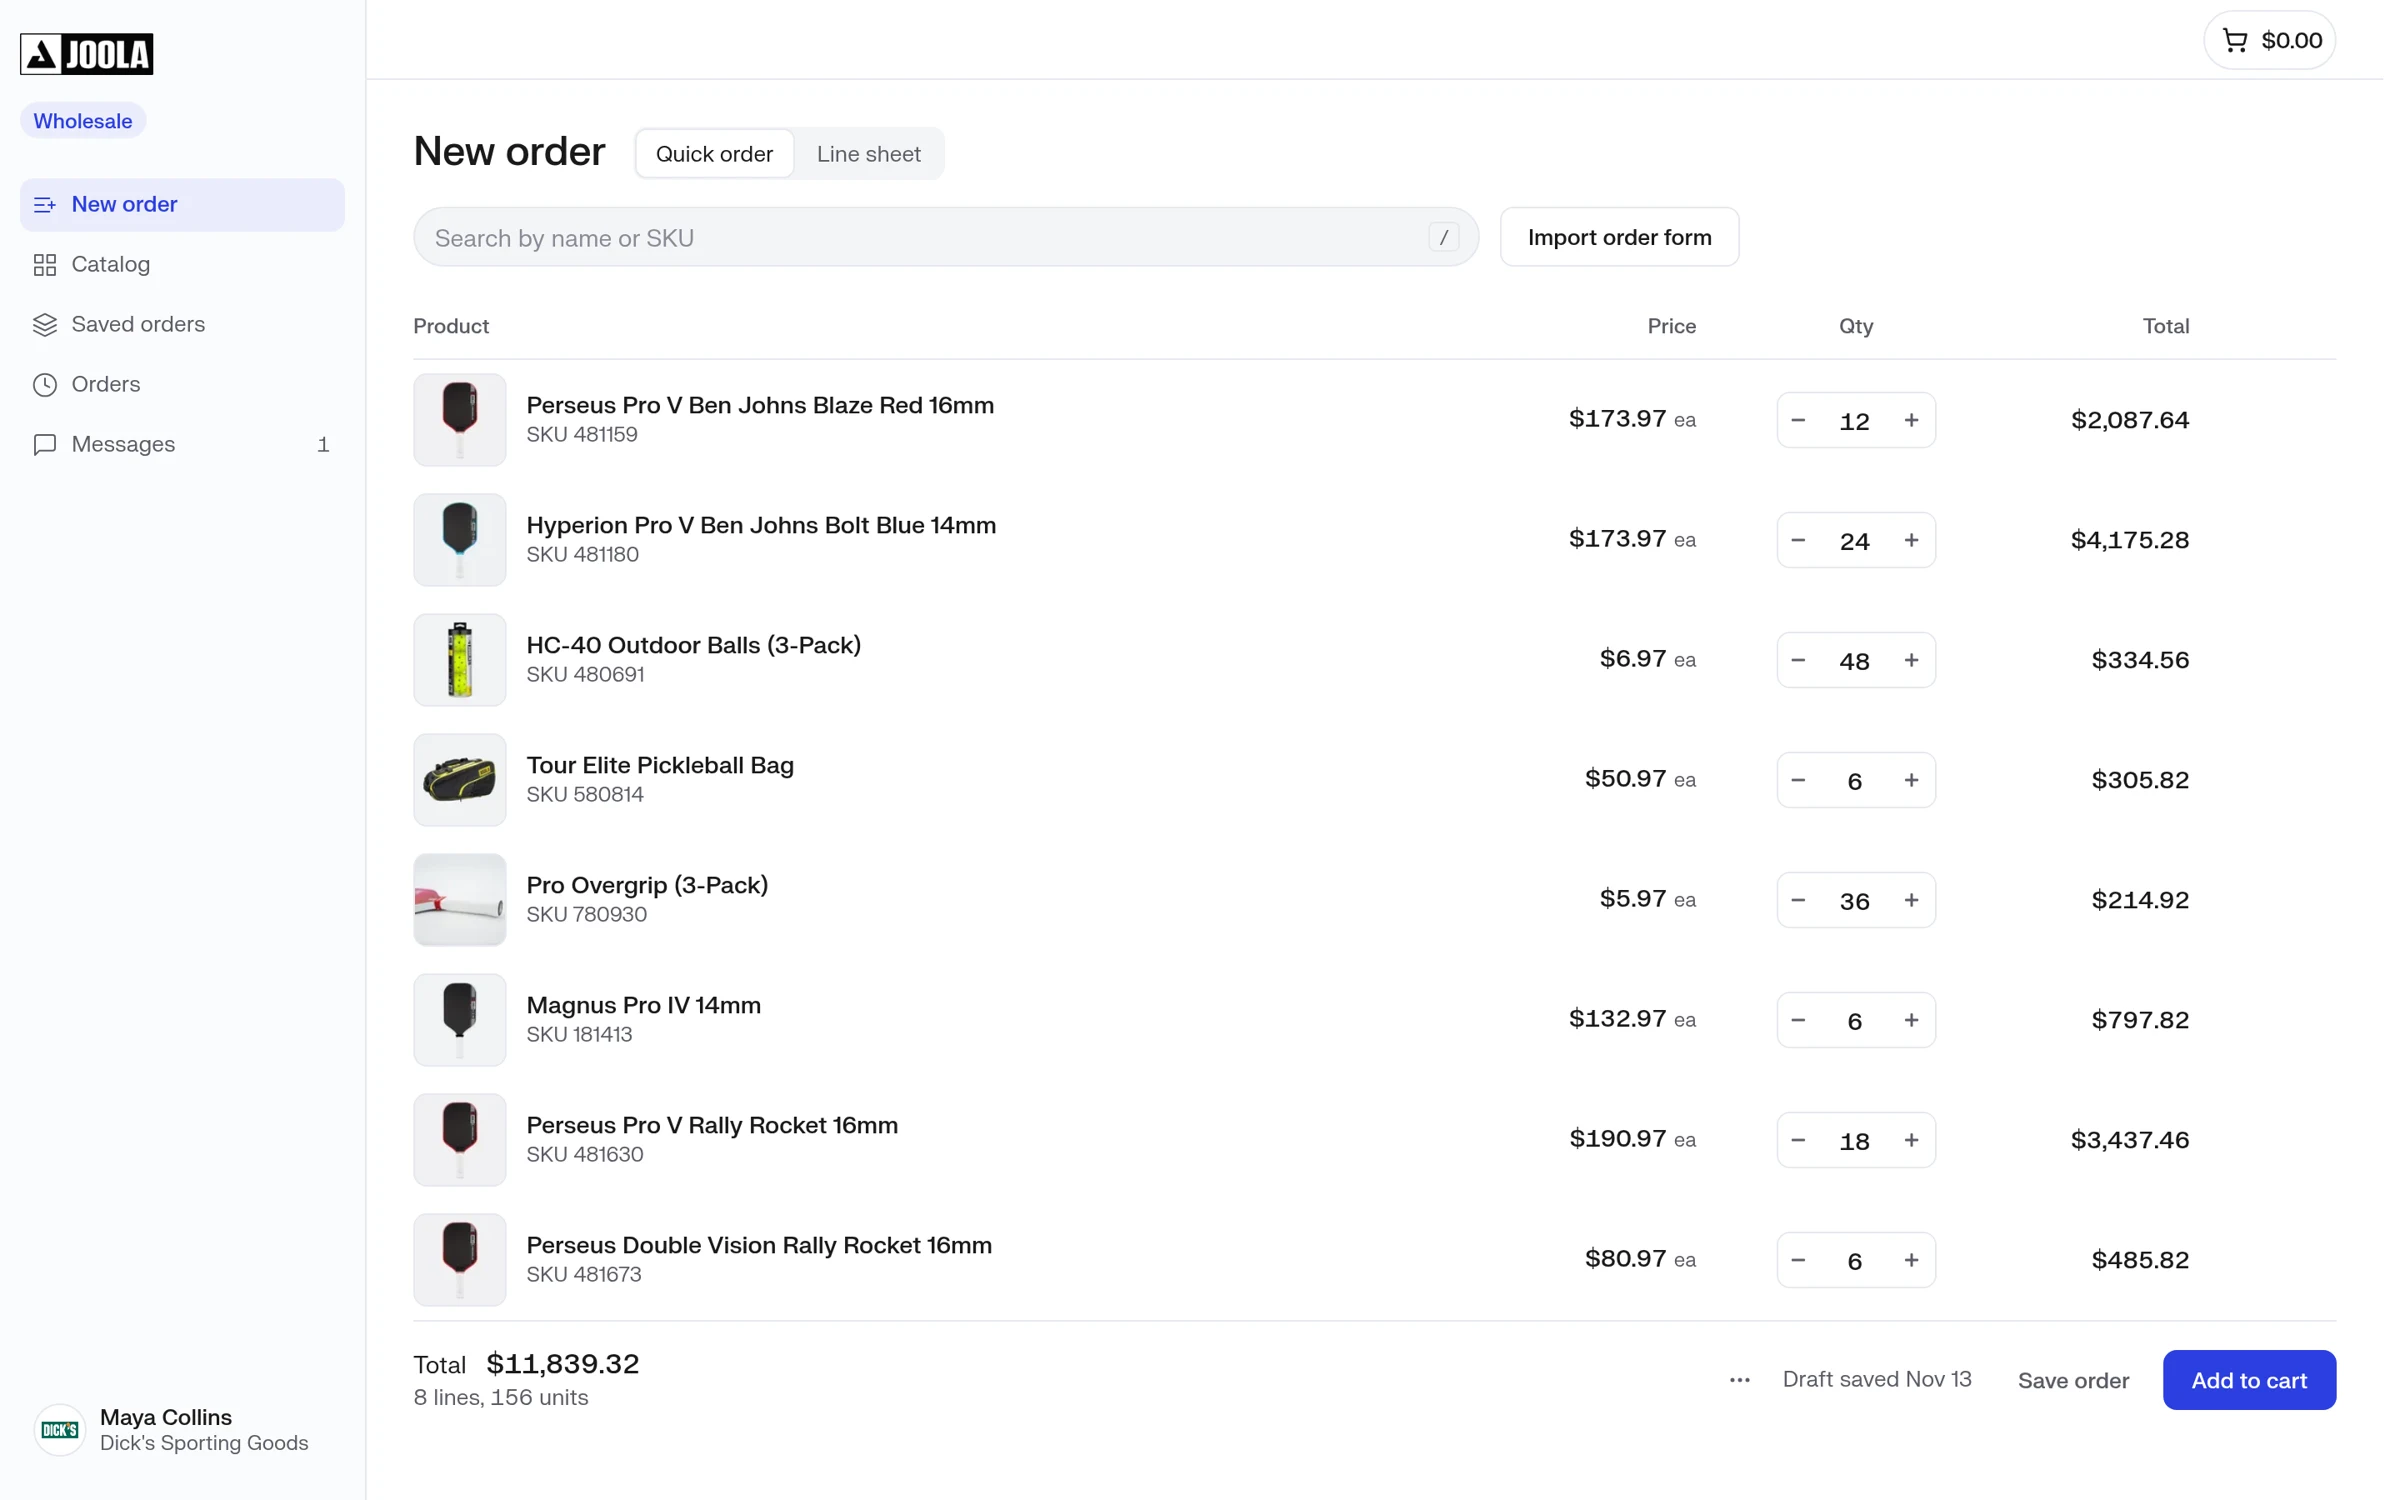 JOOLA
$0.00
Wholesale
New order
Catalog
Saved orders
Orders
Messages 1
New order
Quick order
Line sheet
Search by name or SKU /
Import order form
Product Price Qty Total
Perseus Pro V Ben Johns Blaze Red 16mm
SKU 481159
$173.97 ea − 12 + $2,087.64
Hyperion Pro V Ben Johns Bolt Blue 14mm
SKU 481180
$173.97 ea − 24 + $4,175.28
HC-40 Outdoor Balls (3-Pack)
SKU 480691
$6.97 ea − 48 + $334.56
Tour Elite Pickleball Bag
SKU 580814
$50.97 ea − 6 + $305.82
Pro Overgrip (3-Pack)
SKU 780930
$5.97 ea − 36 + $214.92
Magnus Pro IV 14mm
SKU 181413
$132.97 ea − 6 + $797.82
Perseus Pro V Rally Rocket 16mm
SKU 481630
$190.97 ea − 18 + $3,437.46
Perseus Double Vision Rally Rocket 16mm
SKU 481673
$80.97 ea − 6 + $485.82
Total $11,839.32
8 lines, 156 units
Draft saved Nov 13
Save order
Add to cart
DICK'S
Maya Collins
Dick's Sporting Goods